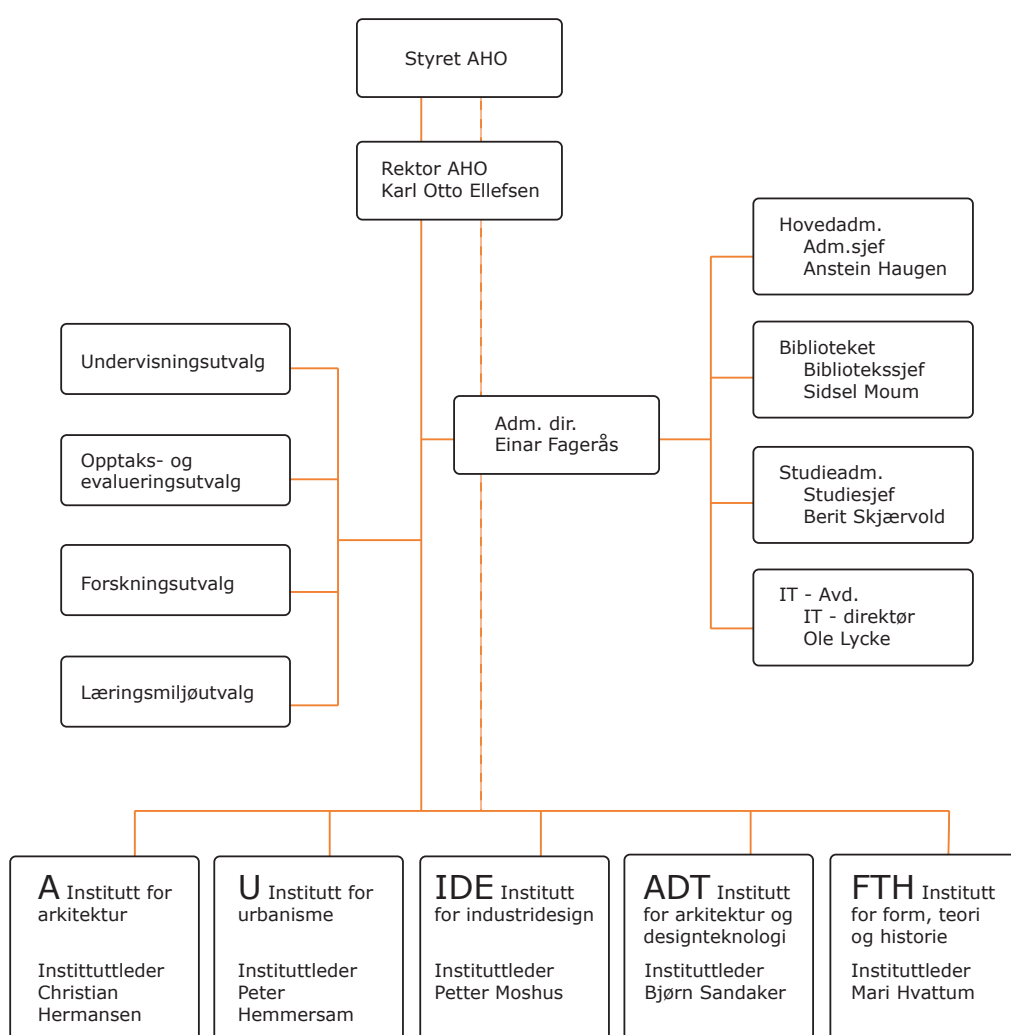 Styret AHO
Rektor AHO
Karl Otto Ellefsen
Hovedadm.
Adm.sjef
Anstein Haugen
Undervisningsutvalg
Biblioteket
Bibliotekssjef
Sidsel Moum
Adm. dir.
Einar Fagerås
Opptaks- og
evalueringsutvalg
Studieadm.
Studiesjef
Berit Skjærvold
Forskningsutvalg
IT - Avd.
IT - direktør
Ole Lycke
Læringsmiljøutvalg
A Institutt for
arkitektur
Instituttleder
Christian
Hermansen
U Institutt for
urbanisme
Instituttleder
Peter
Hemmersam
IDE Institutt
for industridesign
Instituttleder
Petter Moshus
ADT Institutt
for arkitektur og
designteknologi
Instituttleder
Bjørn Sandaker
FTH Institutt
for form, teori
og historie
Instituttleder
Mari Hvattum